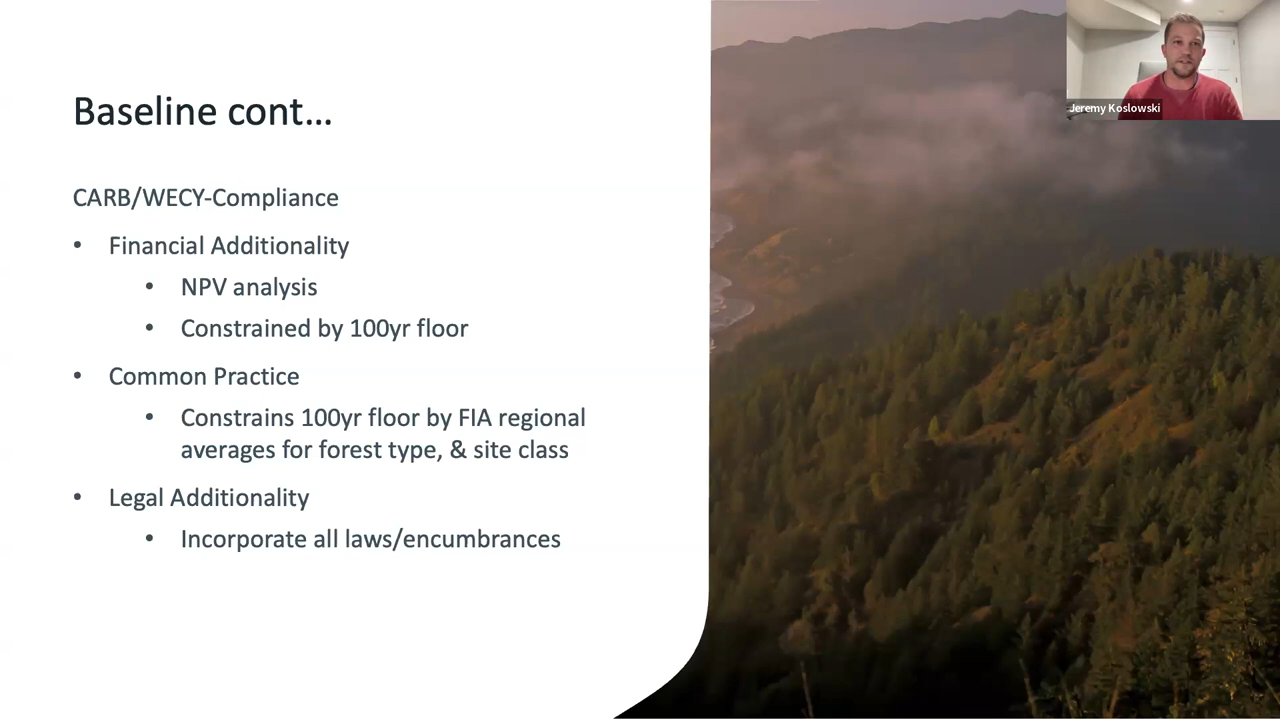 Baseline cont...
CARB/WECY-Compliance
• Financial Additionality
• NPV analysis
• Constrained by 100yr floor
• Common Practice
• Constrains 100yr floor by FIA regional
averages for forest type, & site class
• Legal Additionality
• Incorporate all laws/encumbrances
Jeremy Koslowski